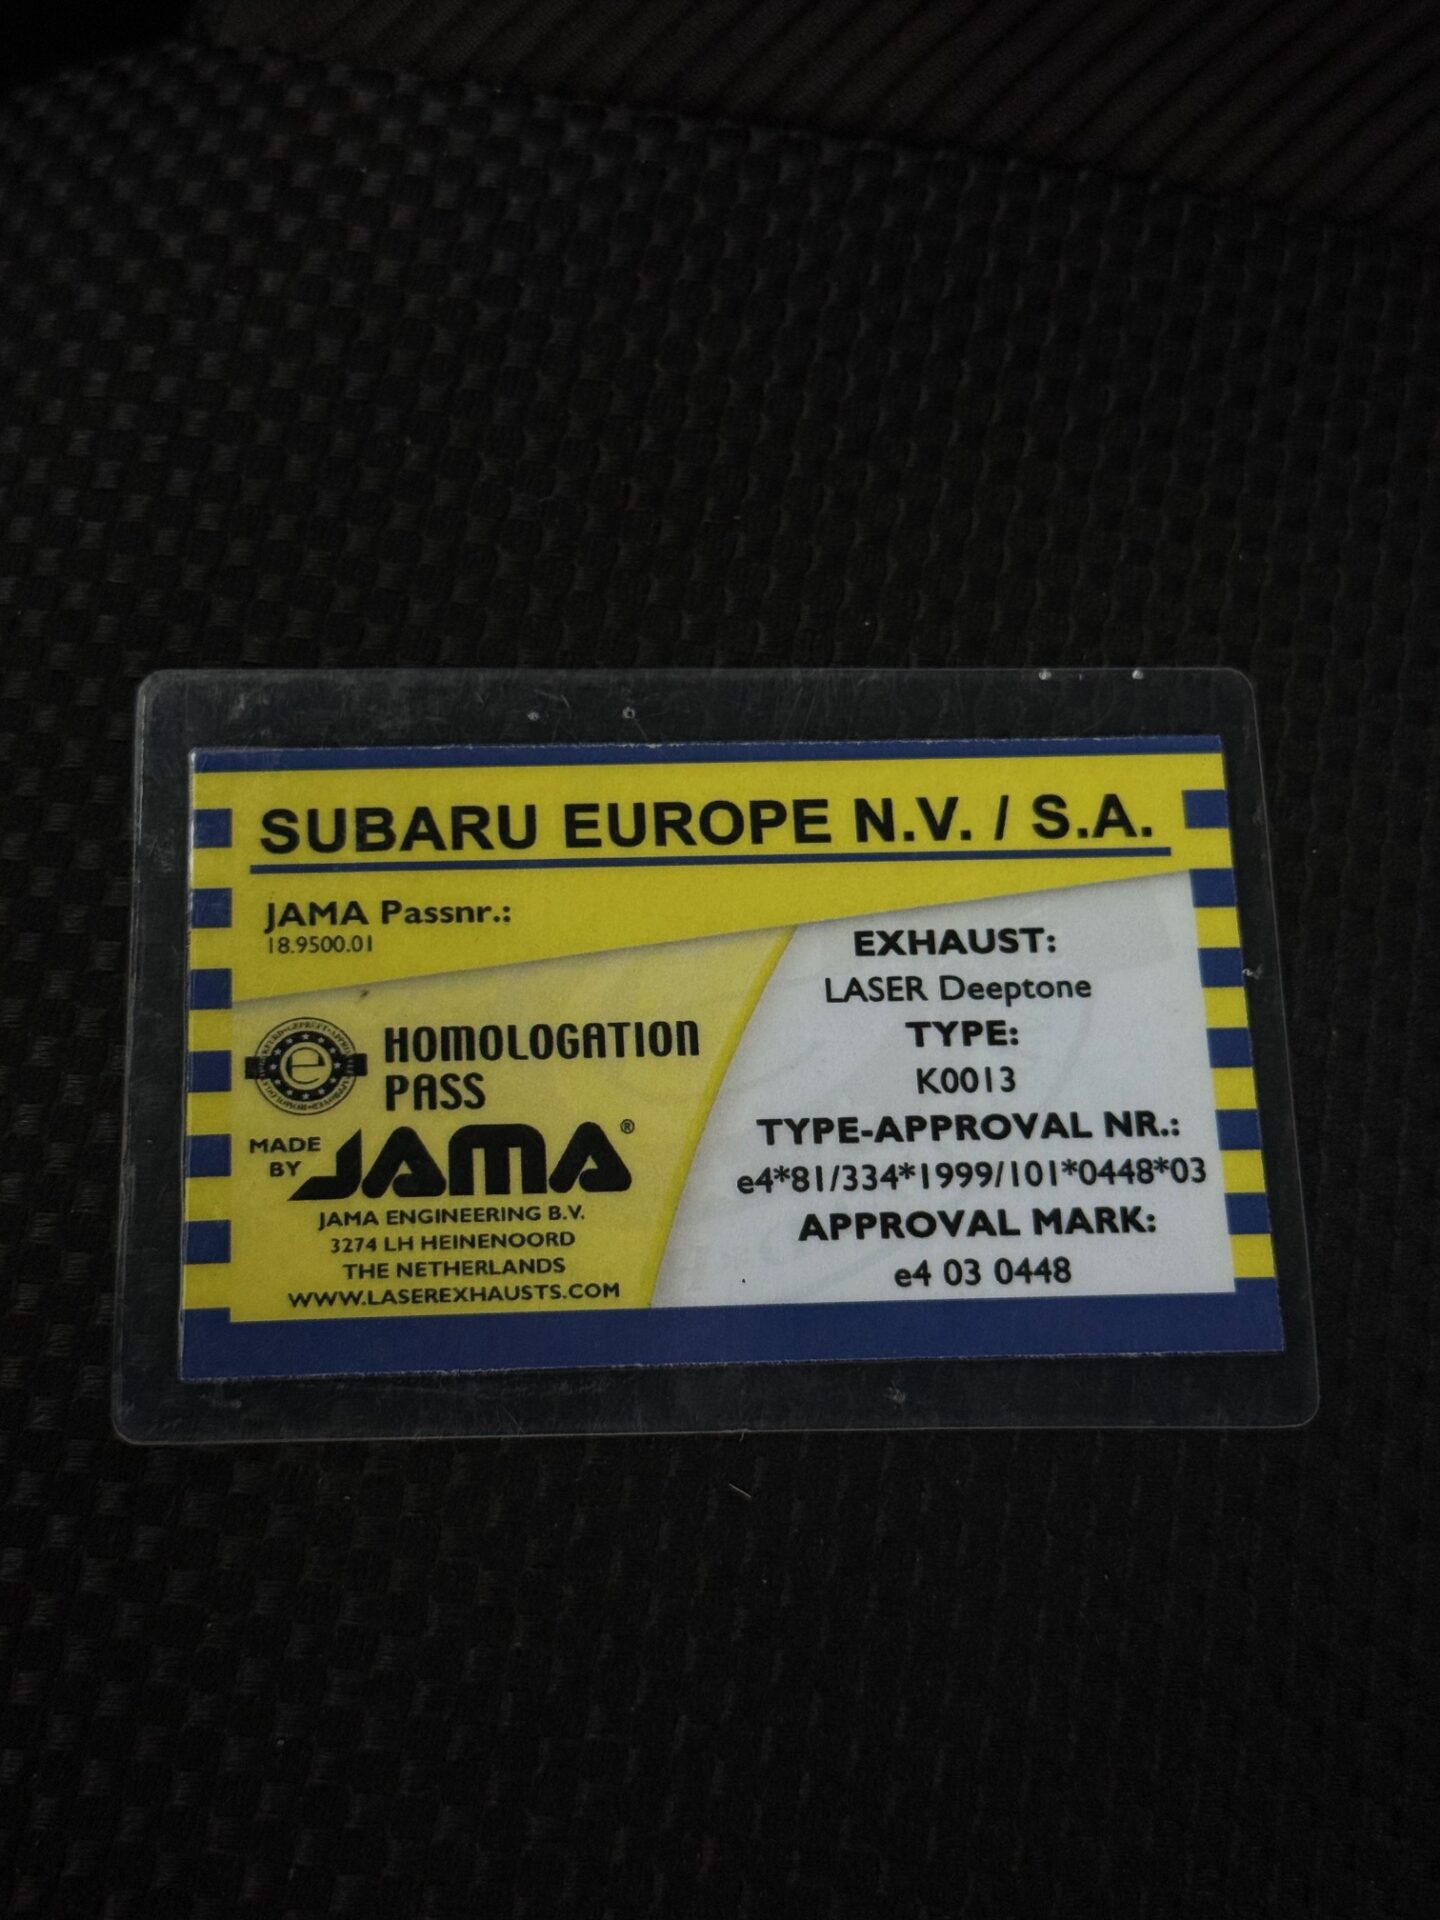 SUBARU EUROPE N.V. / S.A.
JAMA Passnr.:
18.9500.01
HOMOLOGATION
PASS
MADE
BY
JAMA®
JAMA ENGINEERING B.V.
3274 LH HEINENOORD
THE NETHERLANDS
WWW.LASEREXHAUSTS.COM
EXHAUST:
LASER Deeptone
TYPE:
K0013
TYPE-APPROVAL NR.:
e4*81/334*1999/101*0448*03
APPROVAL MARK:
e4 03 0448